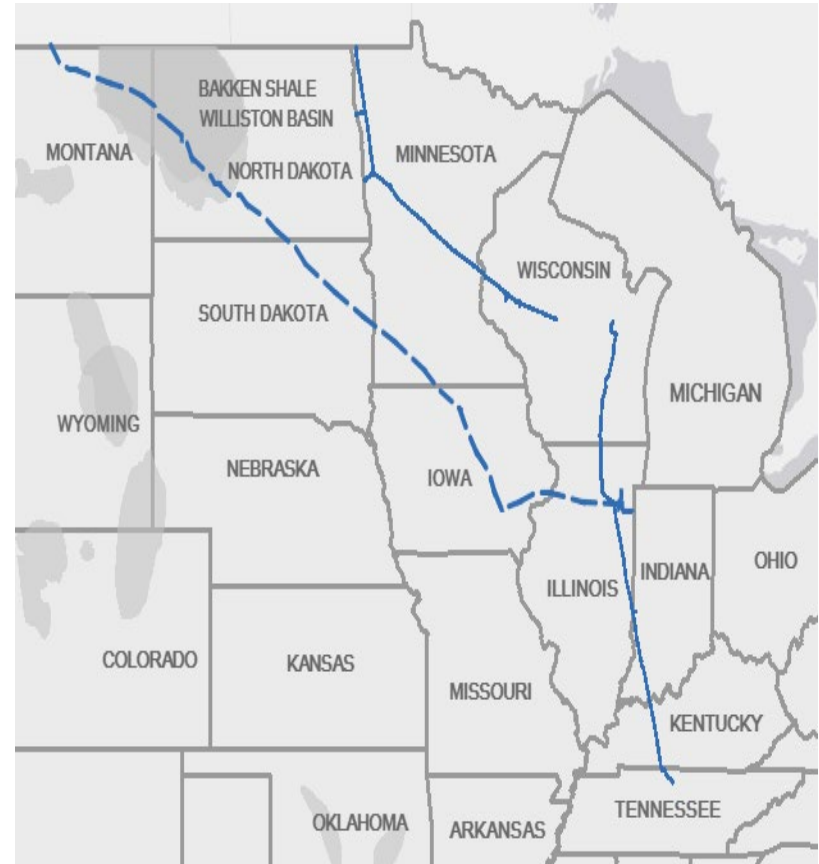 BAKKEN SHALE
WILLISTON BASIN
MONTANA
MINNESOTA
NORTH DAKOTA
WISCONSIN
SOUTH DAKOTA
MICHIGAN
WYOMING
NEBRASKA
IOWA
OHIO
INDIANA
ILLINOIS
COLORADO
KANSAS
MISSOURI
KENTUCKY
TENNESSEE
OKLAHOMA
ARKANSAS